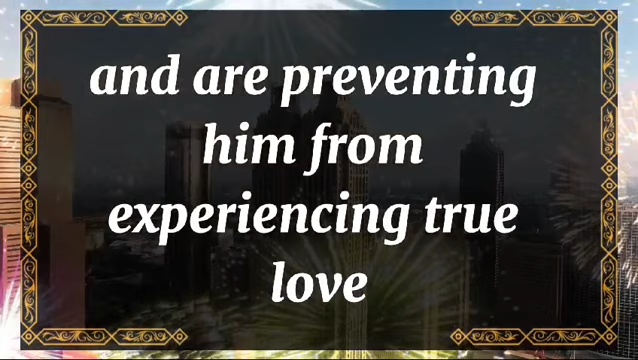 and are preventing
him from
experiencing true
love